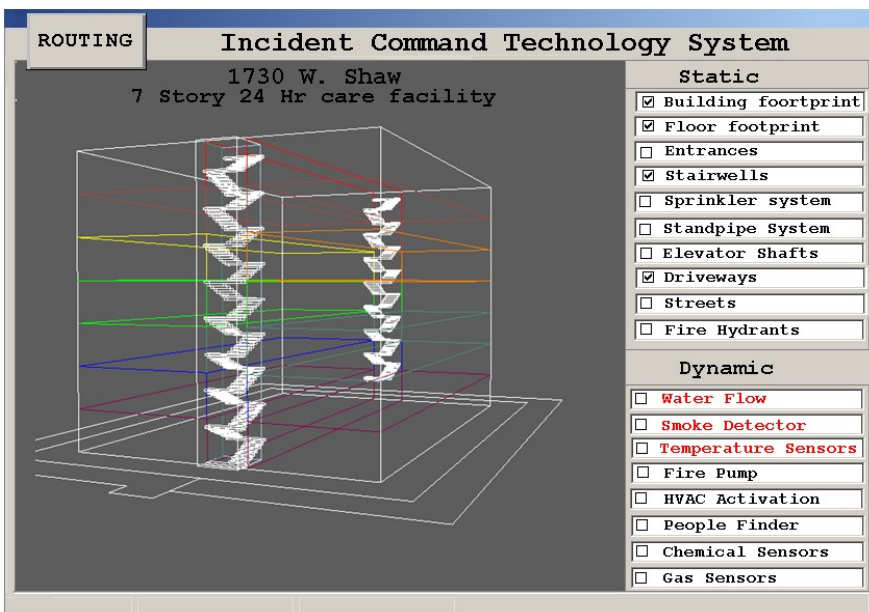 ROUTING
Incident Command Technology System
1730 W. Shaw
7 Story 24 Hr care facility
Static
Building foortprint
Floor footprint
Entrances
Stairwells
Sprinkler system
Standpipe System
Elevator Shafts
Driveways
Streets
Fire Hydrants
Dynamic
Water Flow
Smoke Detector
Temperature Sensors
Fire Pump
HVAC Activation
People Finder
Chemical Sensors
Gas Sensors